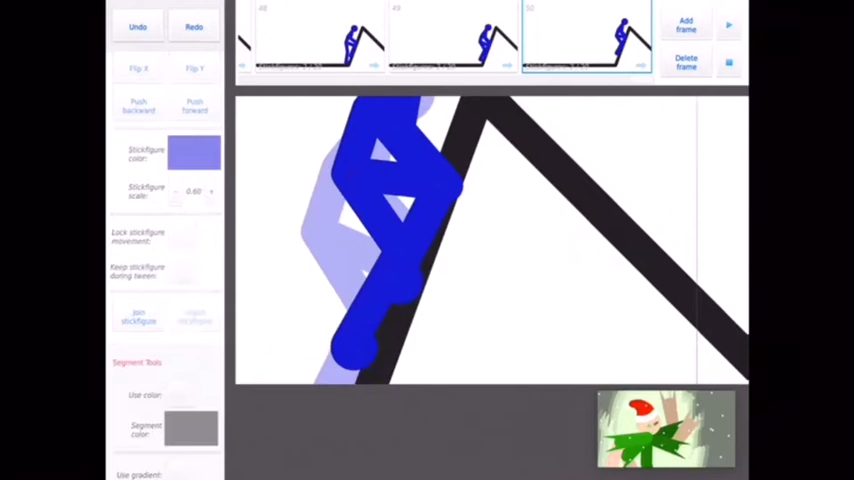 Undo
Redo
48
49
50
Add
frame
Delete
frame
Flip X
Flip Y
Push
backward
Push
forward
Stickfigure
color:
Stickfigure
scale:
- 0.60 +
Lock stickfigure
movement:
Keep stickfigure
during tween:
Join
stickfigure
Segment Tools
Use color:
Segment
color:
Use gradient: